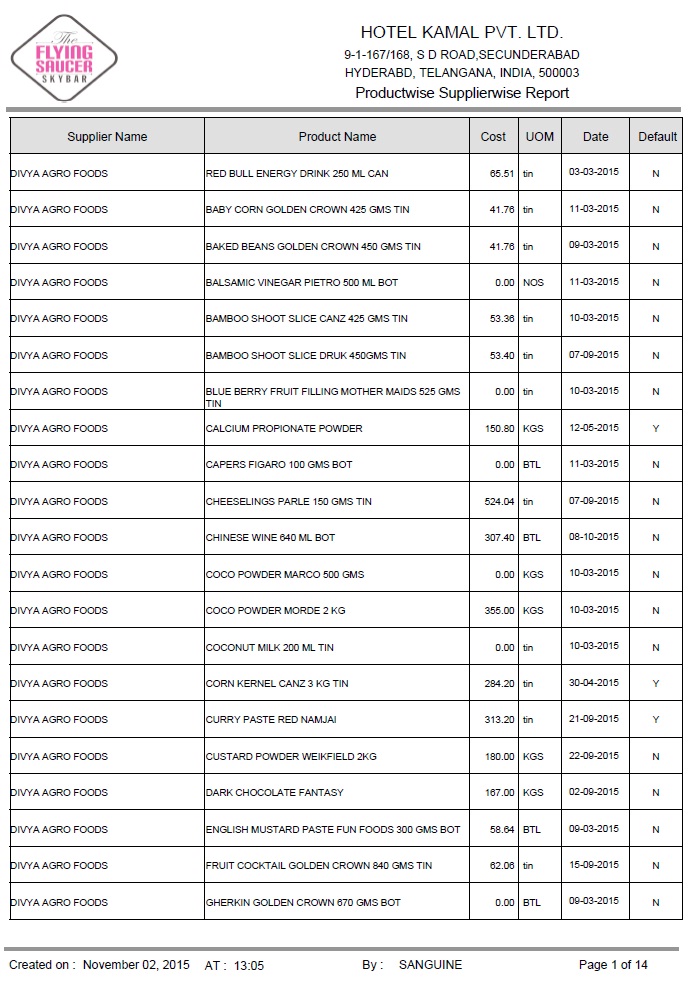 The
FLYING
SAUCER
SKYBAR
HOTEL KAMAL PVT. LTD.
9-1-167/168, S D ROAD,SECUNDERABAD
HYDERABD, TELANGANA, INDIA, 500003
Productwise Supplierwise Report
Supplier Name Product Name Cost UOM Date Default
DIVYA AGRO FOODS RED BULL ENERGY DRINK 250 ML CAN 65.51 tin 03-03-2015 N
DIVYA AGRO FOODS BABY CORN GOLDEN CROWN 425 GMS TIN 41.76 tin 11-03-2015 N
DIVYA AGRO FOODS BAKED BEANS GOLDEN CROWN 450 GMS TIN 41.76 tin 09-03-2015 N
DIVYA AGRO FOODS BALSAMIC VINEGAR PIETRO 500 ML BOT 0.00 NOS 11-03-2015 N
DIVYA AGRO FOODS BAMBOO SHOOT SLICE CANZ 425 GMS TIN 53.36 tin 10-03-2015 N
DIVYA AGRO FOODS BAMBOO SHOOT SLICE DRUK 450GMS TIN 53.40 tin 07-09-2015 N
DIVYA AGRO FOODS BLUE BERRY FRUIT FILLING MOTHER MAIDS 525 GMS 0.00 tin 10-03-2015 N
TIN
DIVYA AGRO FOODS CALCIUM PROPIONATE POWDER 150.80 KGS 12-05-2015 Y
DIVYA AGRO FOODS CAPERS FIGARO 100 GMS BOT 0.00 BTL 11-03-2015 N
DIVYA AGRO FOODS CHEESELINGS PARLE 150 GMS TIN 524.04 tin 07-09-2015 N
DIVYA AGRO FOODS CHINESE WINE 640 ML BOT 307.40 BTL 08-10-2015 N
DIVYA AGRO FOODS COCO POWDER MARCO 500 GMS 0.00 KGS 10-03-2015 N
DIVYA AGRO FOODS COCO POWDER MORDE 2 KG 355.00 KGS 10-03-2015 N
DIVYA AGRO FOODS COCONUT MILK 200 ML TIN 0.00 tin 10-03-2015 N
DIVYA AGRO FOODS CORN KERNEL CANZ 3 KG TIN 284.20 tin 30-04-2015 Y
DIVYA AGRO FOODS CURRY PASTE RED NAMJAI 313.20 tin 21-09-2015 Y
DIVYA AGRO FOODS CUSTARD POWDER WEIKFIELD 2KG 180.00 KGS 22-09-2015 N
DIVYA AGRO FOODS DARK CHOCOLATE FANTASY 167.00 KGS 02-09-2015 N
DIVYA AGRO FOODS ENGLISH MUSTARD PASTE FUN FOODS 300 GMS BOT 58.64 BTL 09-03-2015 N
DIVYA AGRO FOODS FRUIT COCKTAIL GOLDEN CROWN 840 GMS TIN 62.06 tin 15-09-2015 N
DIVYA AGRO FOODS GHERKIN GOLDEN CROWN 670 GMS BOT 0.00 BTL 09-03-2015 N
Created on : November 02, 2015 AT : 13:05 By : SANGUINE Page 1 of 14